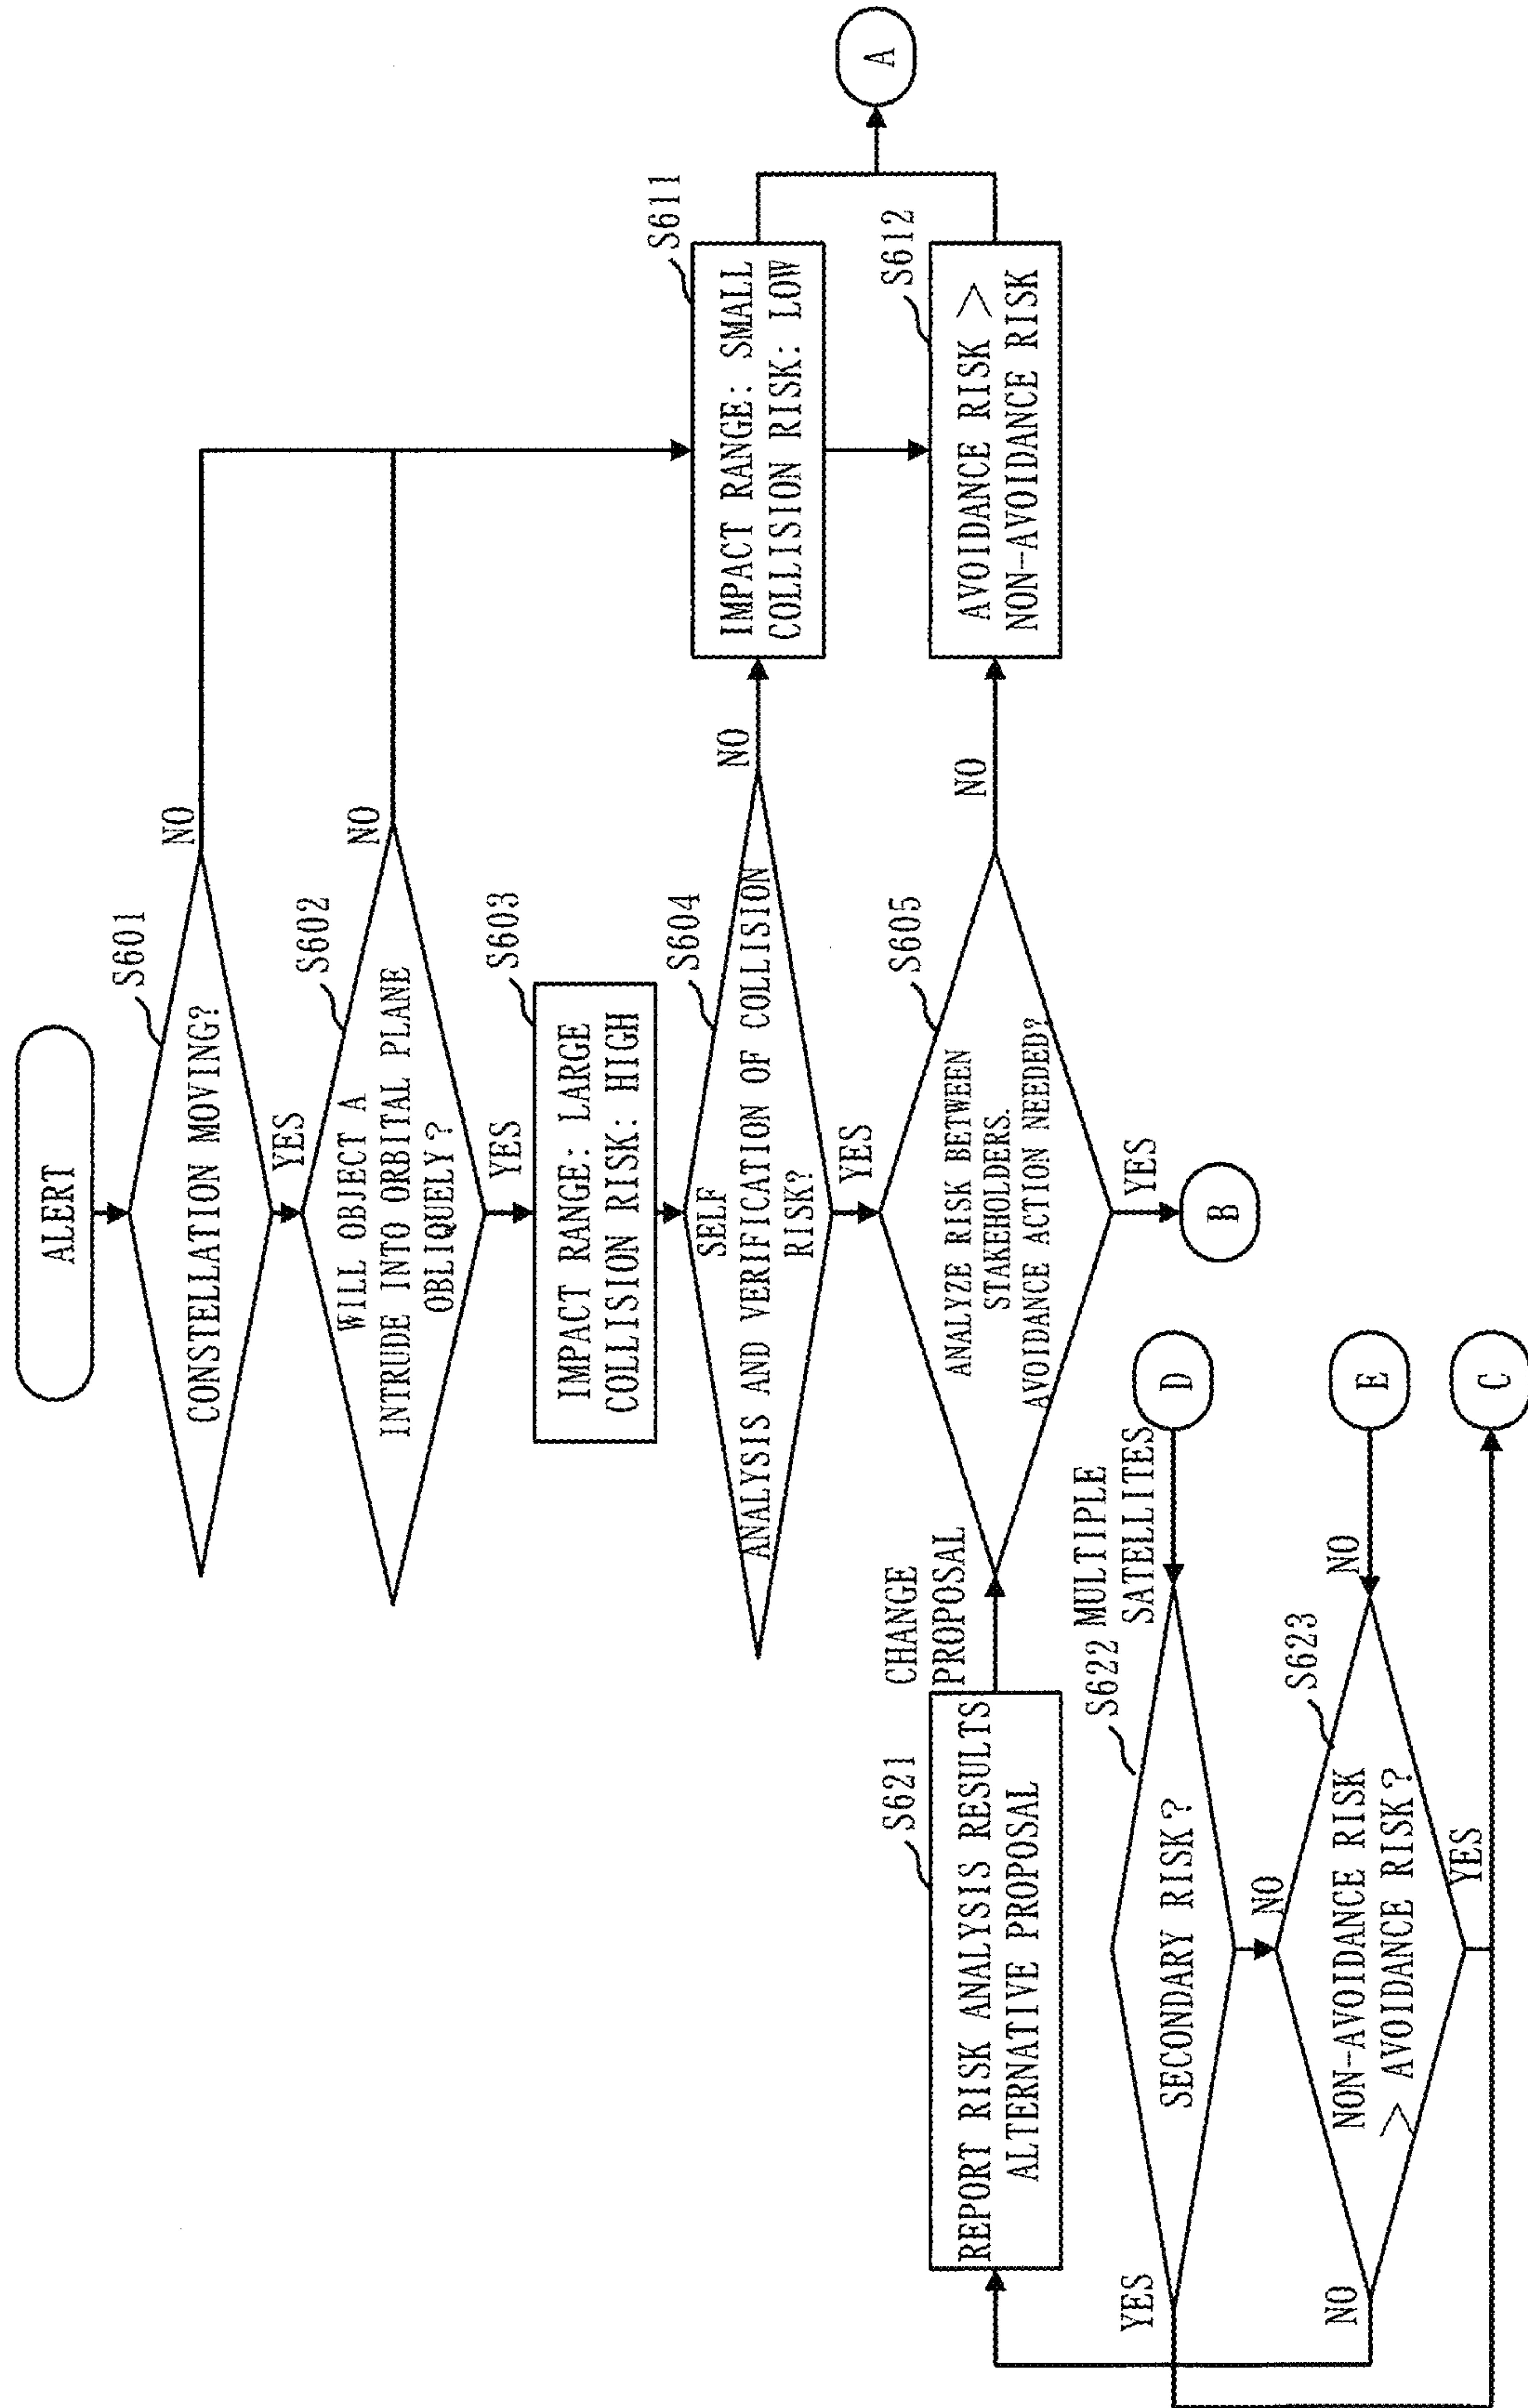 ALERT
S601
CONSTELLATION MOVING?
NO
YES
S602
WILL OBJECT A
INTRUDE INTO ORBITAL PLANE
OBLIQUELY?
NO
YES
S603
IMPACT RANGE: LARGE
COLLISION RISK: HIGH
S604
SELF
ANALYSIS AND VERIFICATION OF COLLISION
RISK?
NO
YES
S611
IMPACT RANGE: SMALL
COLLISION RISK: LOW
A
S605
ANALYZE RISK BETWEEN
STAKEHOLDERS.
AVOIDANCE ACTION NEEDED?
NO
YES
S612
AVOIDANCE RISK >
NON-AVOIDANCE RISK
B
S621
REPORT RISK ANALYSIS RESULTS
ALTERNATIVE PROPOSAL
CHANGE
PROPOSAL
S622
MULTIPLE
SATELLITES
D
SECONDARY RISK?
YES
NO
S623
NO
E
NON-AVOIDANCE RISK
> AVOIDANCE RISK?
NO
YES
C